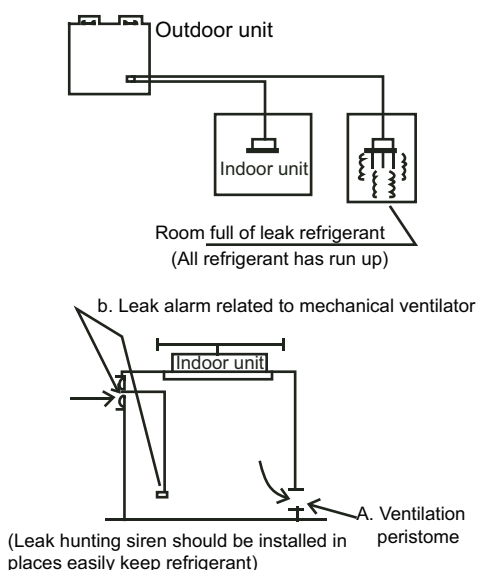 Outdoor unit
Indoor unit
Room full of leak refrigerant
(All refrigerant has run up)
b. Leak alarm related to mechanical ventilator
Indoor unit
A. Ventilation
peristome
(Leak hunting siren should be installed in
places easily keep refrigerant)